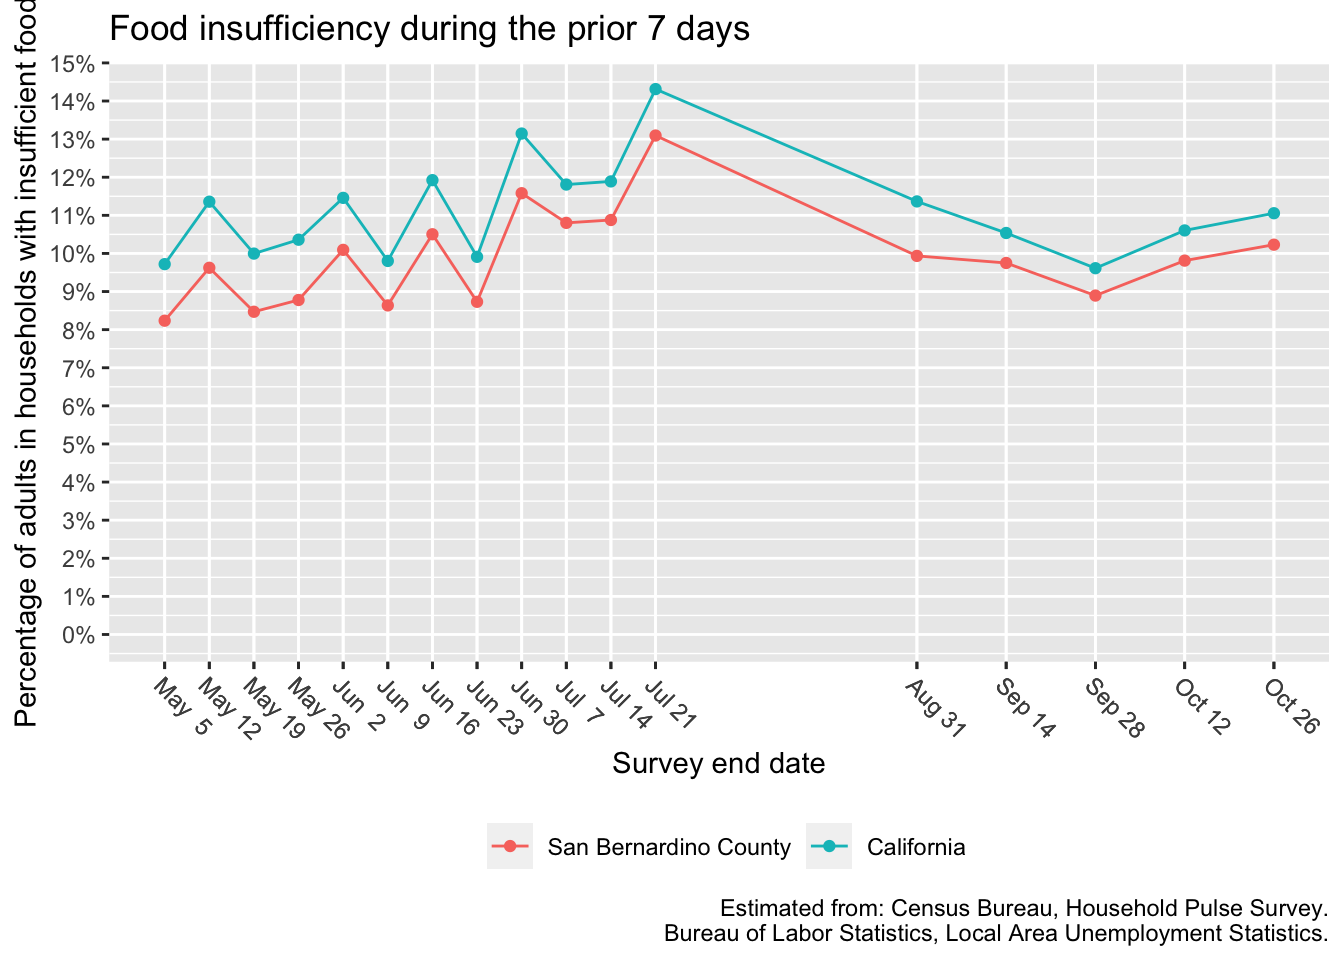 Food insufficiency during the prior 7 days
Percentage of adults in households with insufficient food
15%
14%
13%
12%
11%
10%
9%
8%
7%
6%
5%
4%
3%
2%
1%
0%
May 5
May 12
May 19
May 26
Jun 2
Jun 9
Jun 16
Jun 23
Jun 30
Jul 7
Jul 14
Jul 21
Aug 31
Sep 14
Sep 28
Oct 12
Oct 26
Survey end date
San Bernardino County
California
Estimated from: Census Bureau, Household Pulse Survey.
Bureau of Labor Statistics, Local Area Unemployment Statistics.